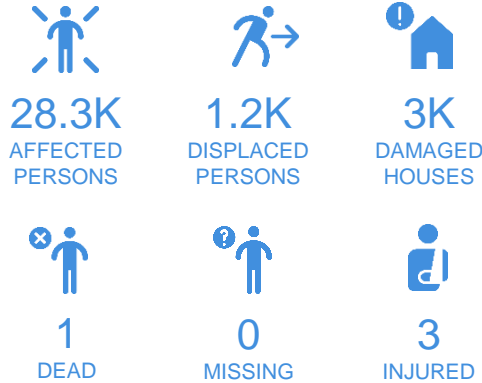 28.3K
AFFECTED
PERSONS
1.2K
DISPLACED
PERSONS
3K
DAMAGED
HOUSES
1
DEAD
0
MISSING
3
INJURED